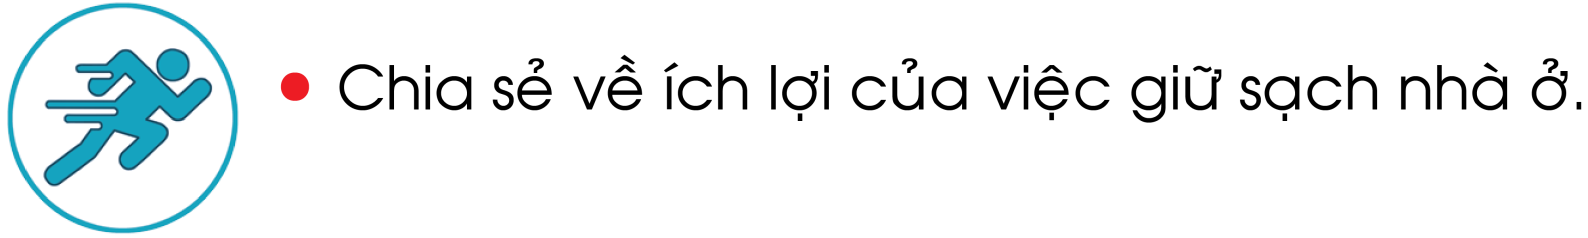 • Chia sẻ về ích lợi của việc giữ sạch nhà ở.